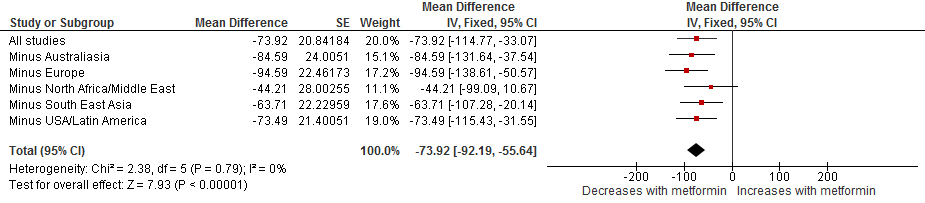 Mean Difference Mean Difference
Study or Subgroup Mean Difference SE Weight IV, Fixed, 95% CI IV, Fixed, 95% CI
All studies -73.92 20.84184 20.0% -73.92 [-114.77, -33.07]
Minus Australiasia -84.59 24.0051 15.1% -84.59 [-131.64, -37.54]
Minus Europe -94.59 22.46173 17.2% -94.59 [-138.61, -50.57]
Minus North Africa/Middle East -44.21 28.00255 11.1% -44.21 [-99.09, 10.67]
Minus South East Asia -63.71 22.22959 17.6% -63.71 [-107.28, -20.14]
Minus USA/Latin America -73.49 21.40051 19.0% -73.49 [-115.43, -31.55]
Total (95% CI) 100.0% -73.92 [-92.19, -55.64]
Heterogeneity: Chi² = 2.38, df = 5 (P = 0.79); I² = 0%
Test for overall effect: Z = 7.93 (P < 0.00001)
-200 -100 0 100 200
Decreases with metformin Increases with metformin